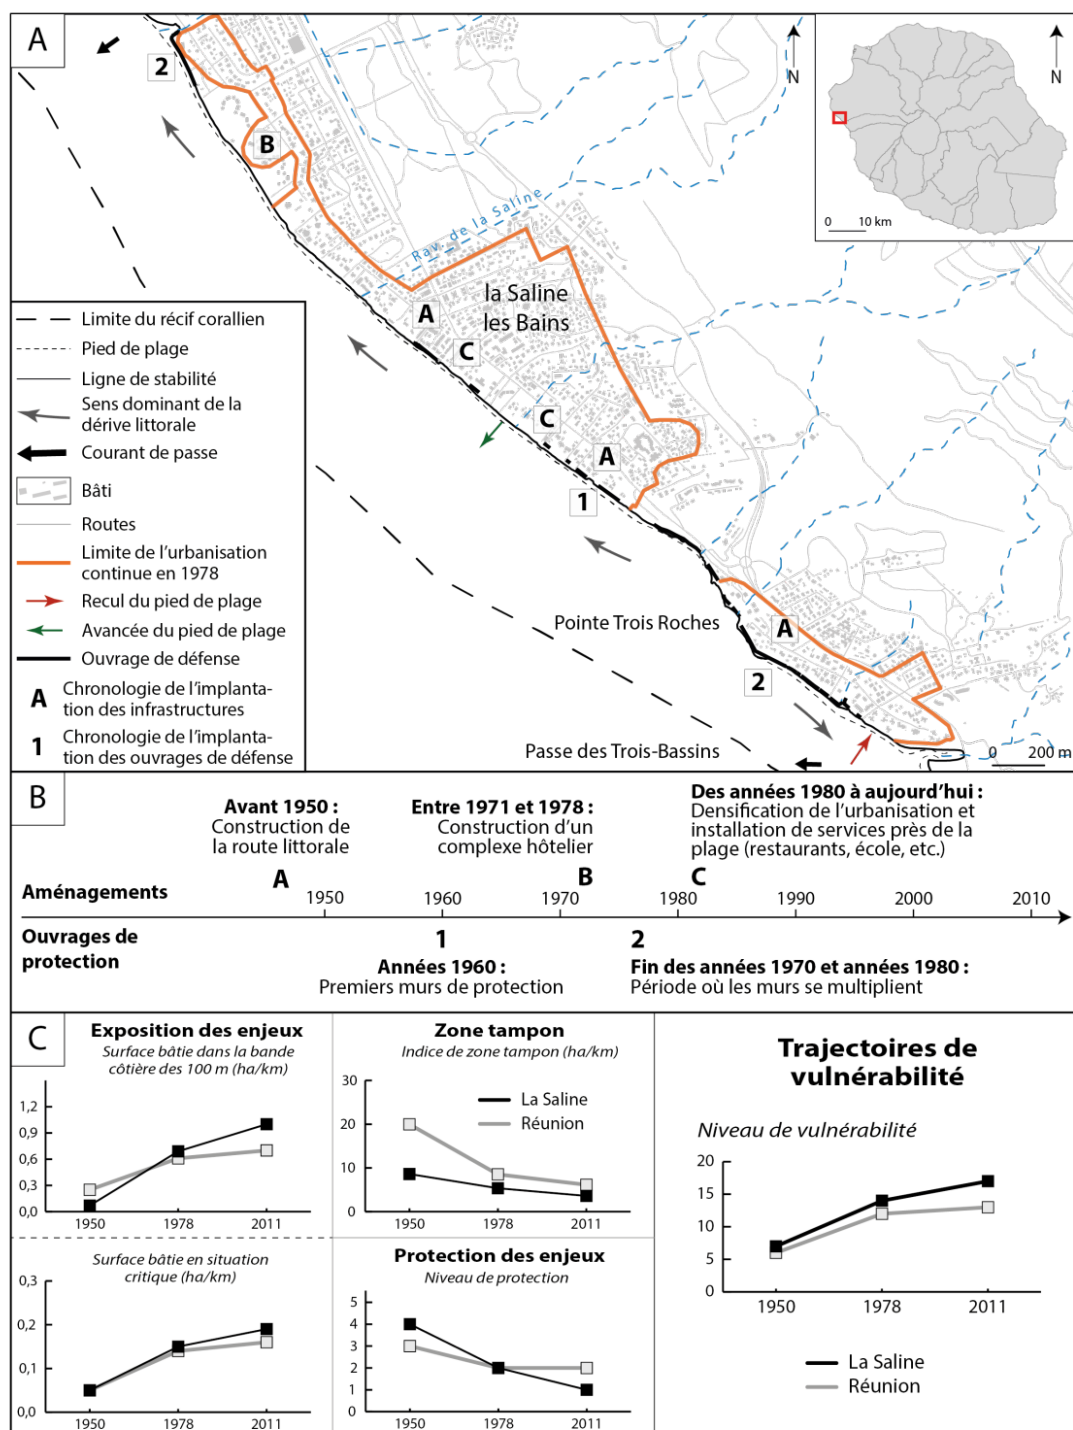 A
2
N
N
0 10 km
B
Rav. de la Saline
A
la Saline
les Bains
C
C
A
1
Pointe Trois Roches
A
2
Passe des Trois-Bassins
0 200 m
Limite du récif corallien
Pied de plage
Ligne de stabilité
Sens dominant de la
dérive littorale
Courant de passe
Bâti
Routes
Limite de l'urbanisation
continue en 1978
Recul du pied de plage
Avancée du pied de plage
Ouvrage de défense
A Chronologie de l'implanta-
tion des infrastructures
1 Chronologie de l'implanta-
tion des ouvrages de défense
B
Avant 1950 :
Construction de
la route littorale
Entre 1971 et 1978 :
Construction d'un
complexe hôtelier
Des années 1980 à aujourd'hui :
Densification de l'urbanisation et
installation de services près de la
plage (restaurants, école, etc.)
Aménagements
A B C
1950 1960 1970 1980 1990 2000 2010
Ouvrages de
protection
1 2
Années 1960 :
Premiers murs de protection
Fin des années 1970 et années 1980 :
Période où les murs se multiplient
C
Exposition des enjeux
Surface bâtie dans la bande
côtière des 100 m (ha/km)
1,2
0,9
0,6
0,3
0,0
1950 1978 2011
Zone tampon
Indice de zone tampon (ha/km)
30
20
10
0
La Saline
Réunion
1950 1978 2011
Surface bâtie en situation
critique (ha/km)
0,3
0,2
0,1
0,0
1950 1978 2011
Protection des enjeux
Niveau de protection
5
4
3
2
1
0
1950 1978 2011
Trajectoires de
vulnérabilité
Niveau de vulnérabilité
20
15
10
5
0
1950 1978 2011
La Saline
Réunion